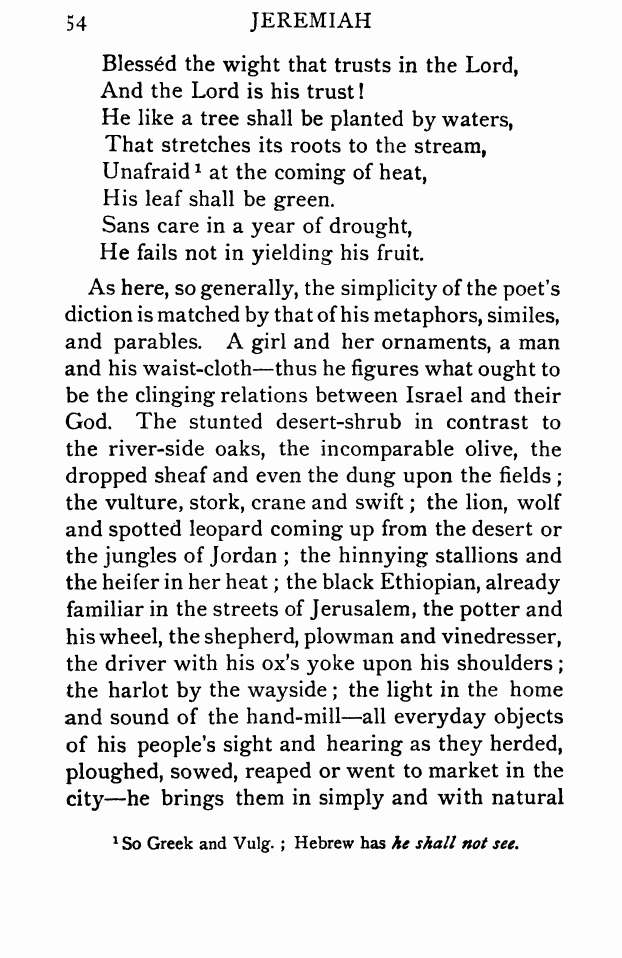 54 JEREMIAH
Blesséd the wight that trusts in the Lord,
And the Lord is his trust!
He like a tree shall be planted by waters,
That stretches its roots to the stream,
Unafraid ¹ at the coming of heat,
His leaf shall be green.
Sans care in a year of drought,
He fails not in yielding his fruit.
As here, so generally, the simplicity of the poet's
diction is matched by that of his metaphors, similes,
and parables. A girl and her ornaments, a man
and his waist-cloth—thus he figures what ought to
be the clinging relations between Israel and their
God. The stunted desert-shrub in contrast to
the river-side oaks, the incomparable olive, the
dropped sheaf and even the dung upon the fields ;
the vulture, stork, crane and swift ; the lion, wolf
and spotted leopard coming up from the desert or
the jungles of Jordan ; the hinnying stallions and
the heifer in her heat ; the black Ethiopian, already
familiar in the streets of Jerusalem, the potter and
his wheel, the shepherd, plowman and vinedresser,
the driver with his ox's yoke upon his shoulders ;
the harlot by the wayside ; the light in the home
and sound of the hand-mill—all everyday objects
of his people's sight and hearing as they herded,
ploughed, sowed, reaped or went to market in the
city—he brings them in simply and with natural
¹ So Greek and Vulg. ; Hebrew has he shall not see.